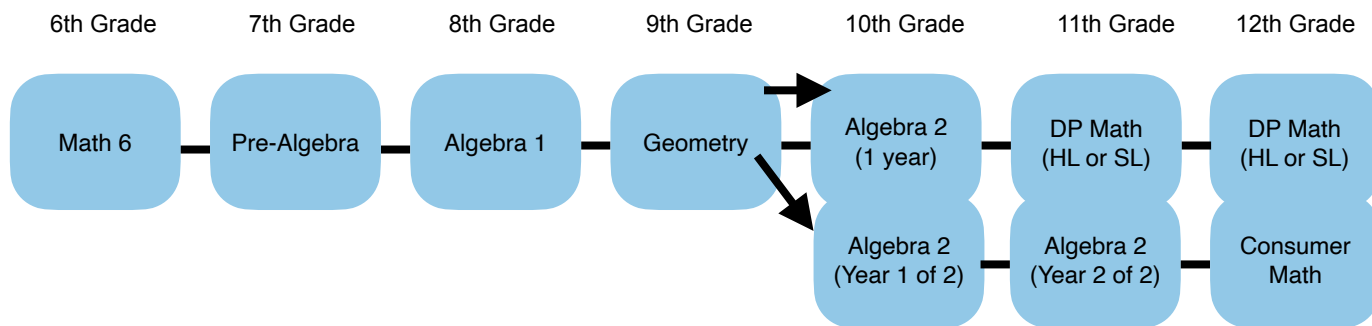 6th Grade 7th Grade 8th Grade 9th Grade 10th Grade 11th Grade 12th Grade
Math 6
Pre-Algebra
Algebra 1
Geometry
Algebra 2
(1 year)
DP Math
(HL or SL)
DP Math
(HL or SL)
Algebra 2
(Year 1 of 2)
Algebra 2
(Year 2 of 2)
Consumer
Math